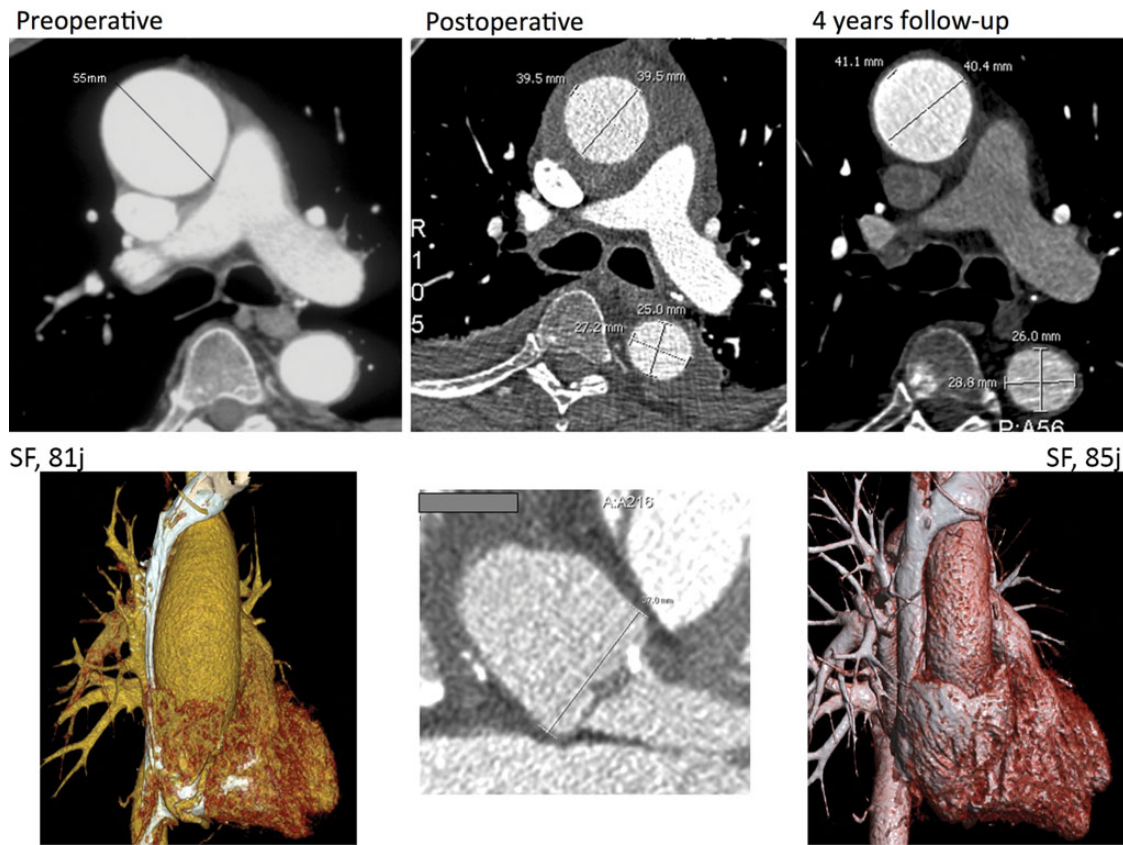 Preoperative
Postoperative
4 years follow-up
55mm
39.5 mm
39.5 mm
R
1
0
5
27.2 mm
25.0 mm
41.1 mm
40.4 mm
26.0 mm
28.8 mm
P:A56
SF, 81j
A:A216
SF, 85j